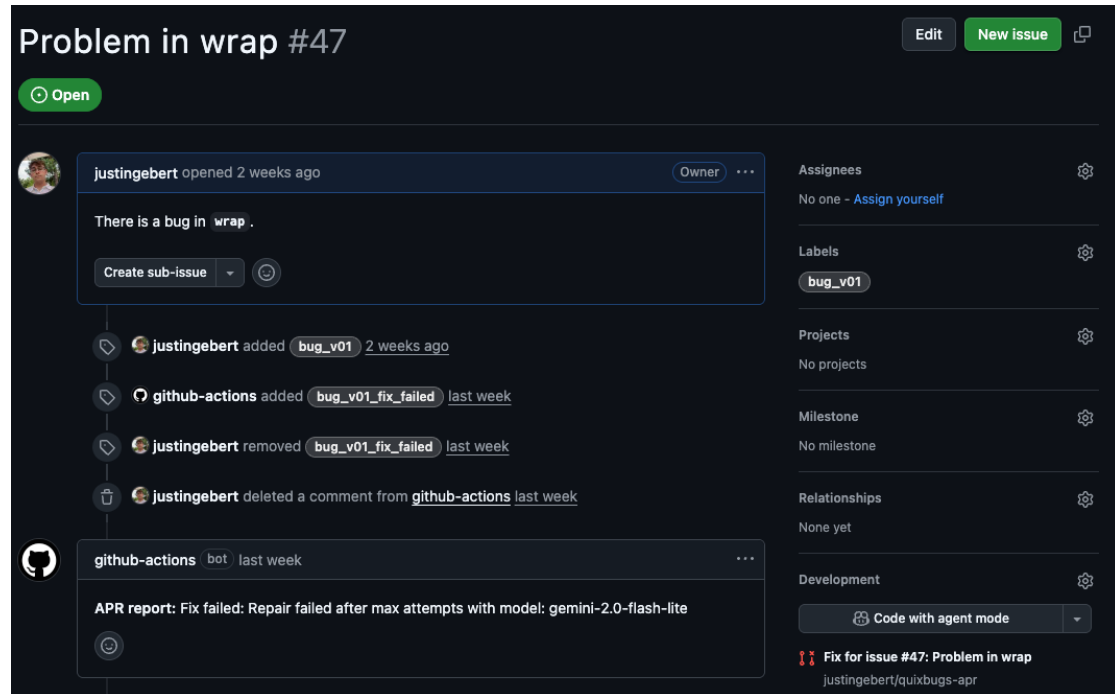 Problem in wrap #47
Edit
New issue
Open
justingebert opened 2 weeks ago
Owner
There is a bug in wrap .
Create sub-issue
justingebert added bug_v01 2 weeks ago
github-actions added bug_v01_fix_failed last week
justingebert removed bug_v01_fix_failed last week
justingebert deleted a comment from github-actions last week
github-actions bot last week
APR report: Fix failed: Repair failed after max attempts with model: gemini-2.0-flash-lite
Assignees
No one - Assign yourself
Labels
bug_v01
Projects
No projects
Milestone
No milestone
Relationships
None yet
Development
Code with agent mode
Fix for issue #47: Problem in wrap
justingebert/quixbugs-apr